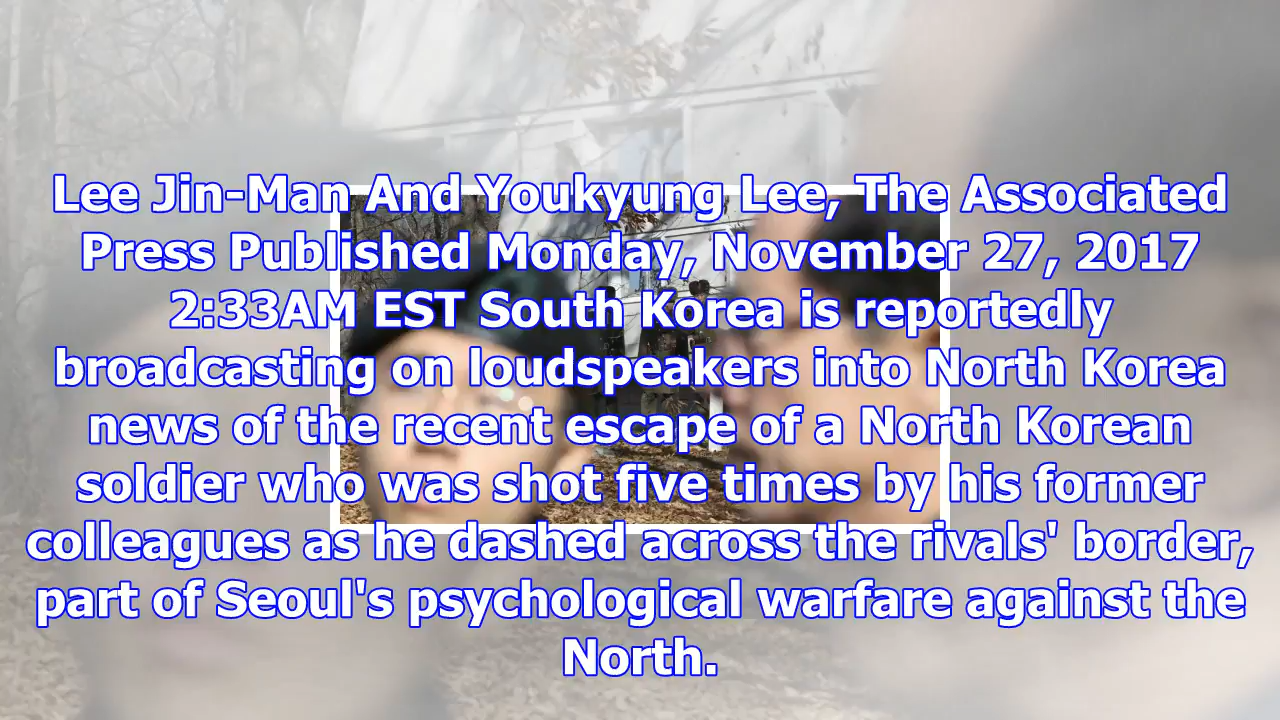 Lee Jin-Man And Youkyung Lee, The Associated
Press Published Monday, November 27, 2017
2:33AM EST South Korea is reportedly
broadcasting on loudspeakers into North Korea
news of the recent escape of a North Korean
soldier who was shot five times by his former
colleagues as he dashed across the rivals' border,
part of Seoul's psychological warfare against the
North.